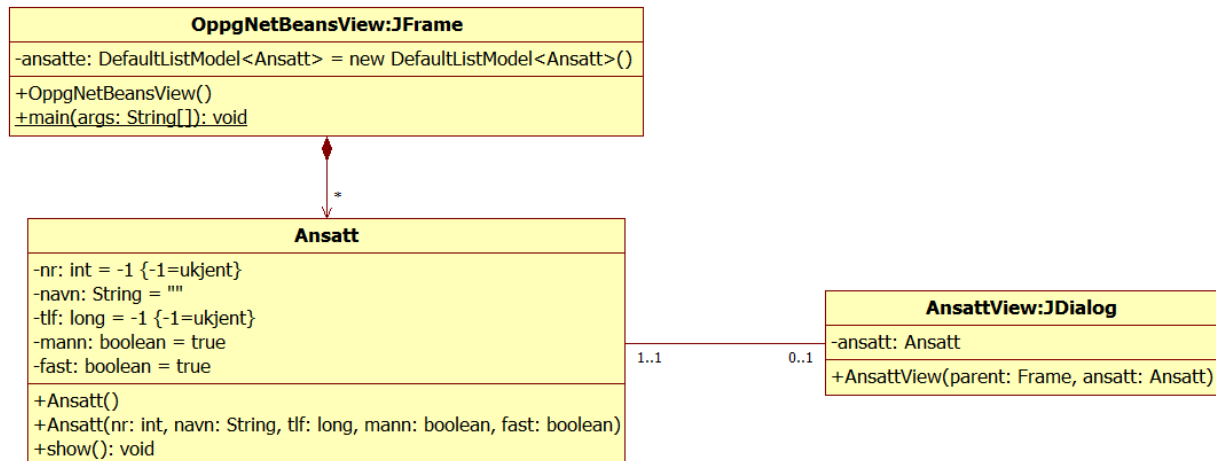 OppgNetBeansView:JFrame
-ansatte: DefaultListModel<Ansatt> = new DefaultListModel<Ansatt>()
+OppgNetBeansView()
+main(args: String[]): void
*
Ansatt
-nr: int = -1 {-1=ukjent}
-navn: String = ""
-tlf: long = -1 {-1=ukjent}
-mann: boolean = true
-fast: boolean = true
+Ansatt()
+Ansatt(nr: int, navn: String, tlf: long, mann: boolean, fast: boolean)
+show(): void
1..1
0..1
AnsattView:JDialog
-ansatt: Ansatt
+AnsattView(parent: Frame, ansatt: Ansatt)